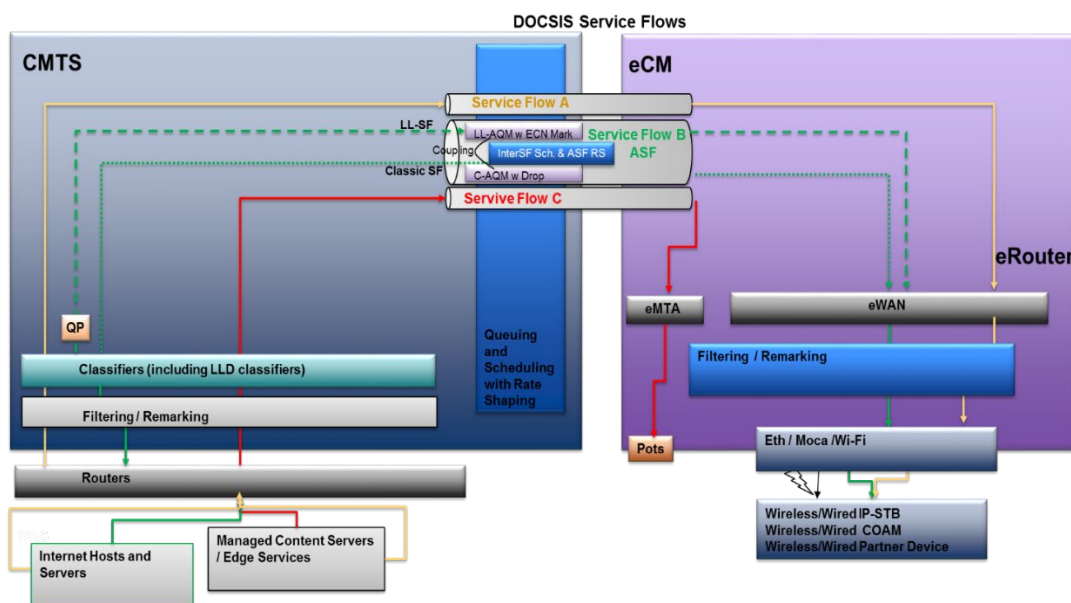 DOCSIS Service Flows
CMTS
eCM
Service Flow A
LL-SF
LL-AQM w ECN Mark
Service Flow B
ASF
Coupling
InterSF Sch. & ASF RS
Classic SF
C-AQM w Drop
Servive Flow C
eRouter
eMTA
eWAN
QP
Queuing
and
Scheduling
with Rate
Shaping
Filtering / Remarking
Classifiers (including LLD classifiers)
Filtering / Remarking
Pots
Eth / Moca /Wi-Fi
Routers
Wireless/Wired IP-STB
Wireless/Wired COAM
Wireless/Wired Partner Device
Internet Hosts and
Servers
Managed Content Servers
/ Edge Services